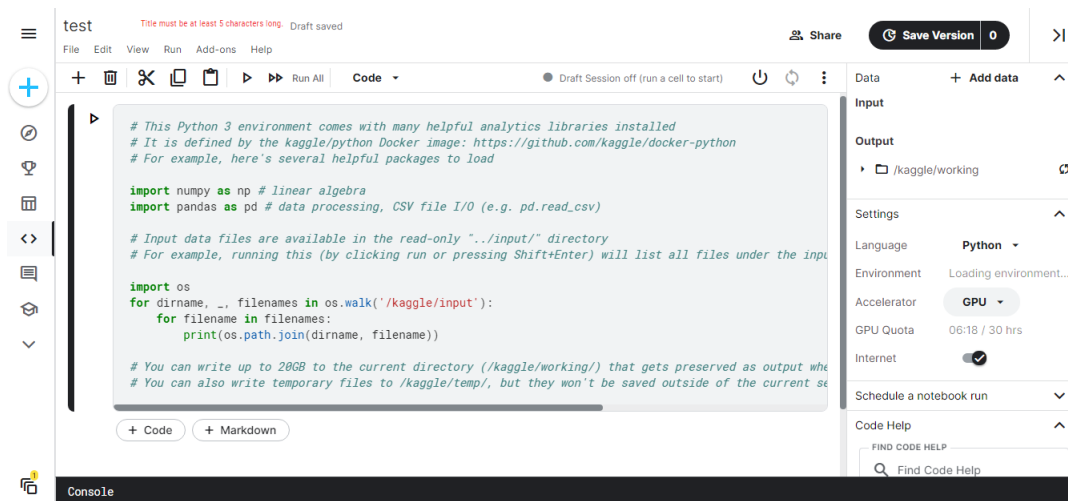 test
Title must be at least 5 characters long.
Draft saved
Share
Save Version
0
File Edit View Run Add-ons Help
Run All
Code
Draft Session off (run a cell to start)
# This Python 3 environment comes with many helpful analytics libraries installed
# It is defined by the kaggle/python Docker image: https://github.com/kaggle/docker-python
# For example, here's several helpful packages to load
import numpy as np # linear algebra
import pandas as pd # data processing, CSV file I/O (e.g. pd.read_csv)
# Input data files are available in the read-only "../input/" directory
# For example, running this (by clicking run or pressing Shift+Enter) will list all files under the inpu
import os
for dirname, _, filenames in os.walk('/kaggle/input'):
for filename in filenames:
print(os.path.join(dirname, filename))
# You can write up to 20GB to the current directory (/kaggle/working/) that gets preserved as output whe
# You can also write temporary files to /kaggle/temp/, but they won't be saved outside of the current se
+ Code
+ Markdown
Data
+ Add data
Input
Output
/kaggle/working
Settings
Language Python
Environment Loading environment...
Accelerator GPU
GPU Quota 06:18 / 30 hrs
Internet
Schedule a notebook run
Code Help
FIND CODE HELP
Find Code Help
1
Console